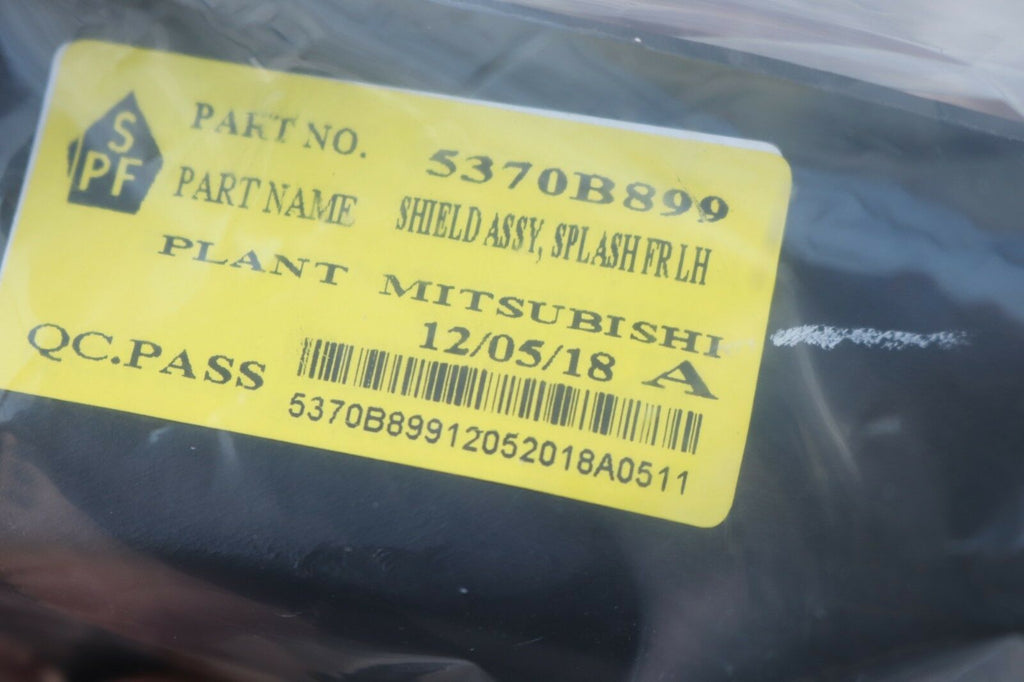 S
PF
PART NO. 5370B899
PART NAME SHIELD ASSY, SPLASH FR LH
PLANT MITSUBISHI
QC.PASS 12/05/18 A
5370B89912052018A0511